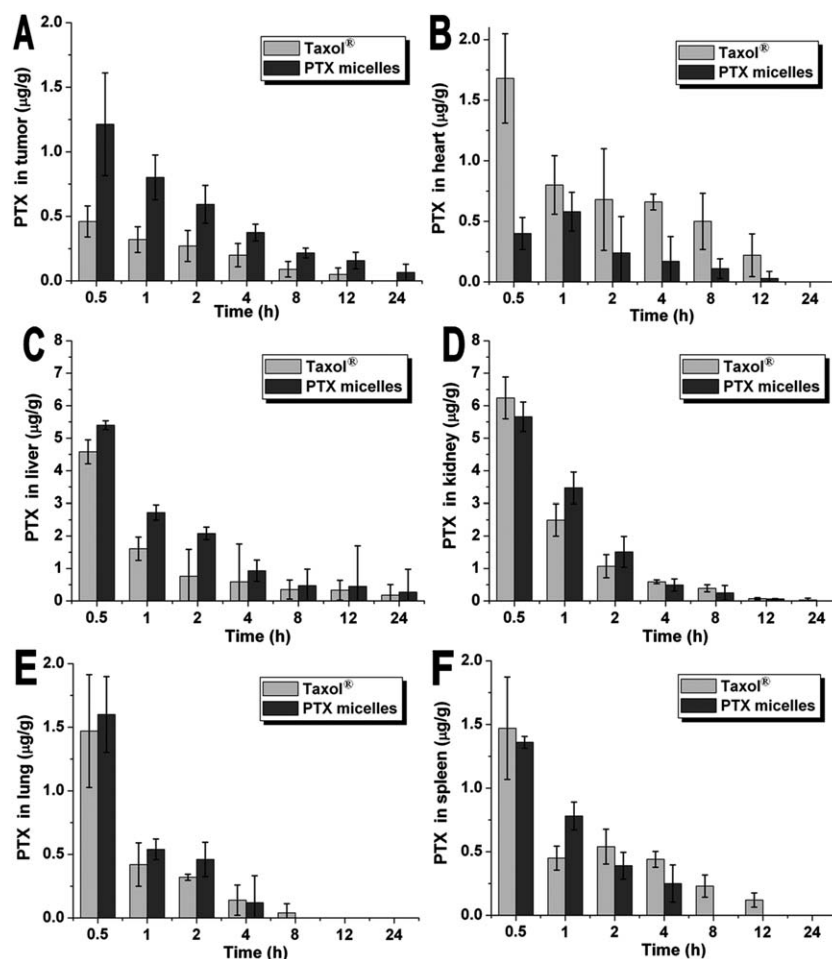 A
PTX in tumor (µg/g)
2.0
1.5
1.0
0.5
0.0
Taxol®
PTX micelles
0.5 1 2 4 8 12 24
Time (h)
B
PTX in heart (µg/g)
2.0
1.5
1.0
0.5
0.0
Taxol®
PTX micelles
0.5 1 2 4 8 12 24
Time (h)
C
PTX in liver (µg/g)
8
7
6
5
4
3
2
1
0
Taxol®
PTX micelles
0.5 1 2 4 8 12 24
Time (h)
D
PTX in kidney (µg/g)
8
7
6
5
4
3
2
1
0
Taxol®
PTX micelles
0.5 1 2 4 8 12 24
Time (h)
E
PTX in lung (µg/g)
2.0
1.5
1.0
0.5
0.0
Taxol®
PTX micelles
0.5 1 2 4 8 12 24
Time (h)
F
PTX in spleen (µg/g)
2.0
1.5
1.0
0.5
0.0
Taxol®
PTX micelles
0.5 1 2 4 8 12 24
Time (h)